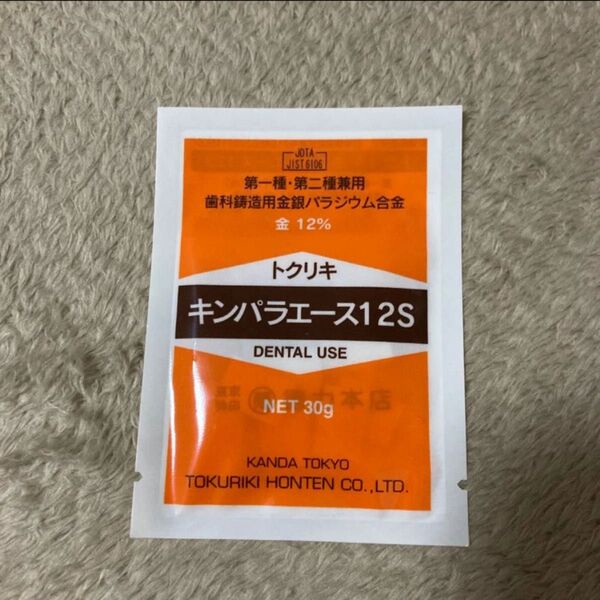 JDTA
JIST6106
第一種・第二種兼用
歯科鋳造用金銀パラジウム合金
金 12%
トクリキ
キンパラエース12S
DENTAL USE
NET 30g
KANDA TOKYO
TOKURIKI HONTEN CO.,LTD.